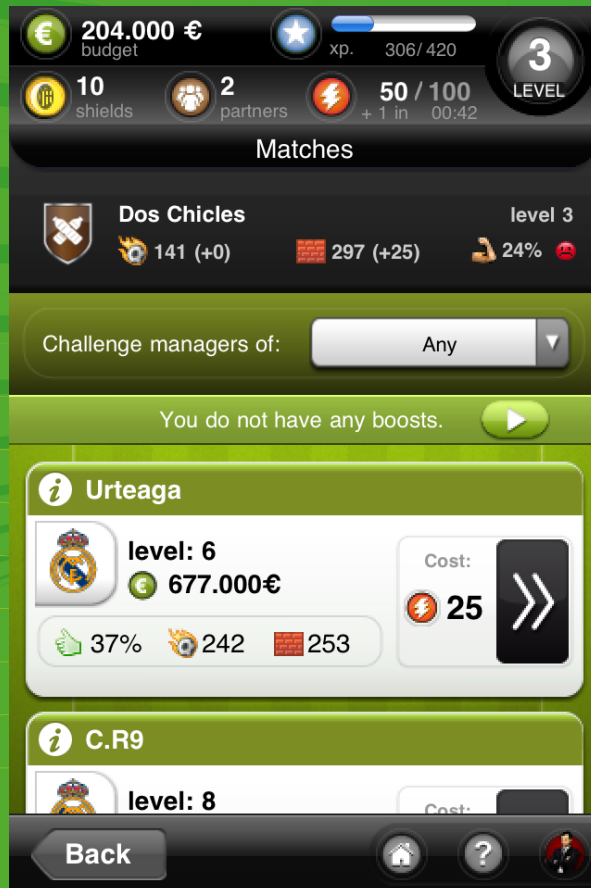 204.000 €
budget
xp. 306/ 420
3
LEVEL
10
shields
2
partners
50 / 100
+ 1 in 00:42
Matches
Dos Chicles
level 3
141 (+0)
297 (+25)
24%
Challenge managers of:
Any
You do not have any boosts.
Urteaga
level: 6
677.000€
37%
242
253
Cost:
25
C.R9
level: 8
Cost:
Back
?